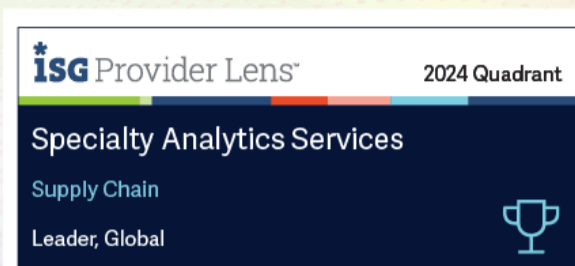 ISG Provider Lens™
2024 Quadrant
Specialty Analytics Services
Supply Chain
Leader, Global